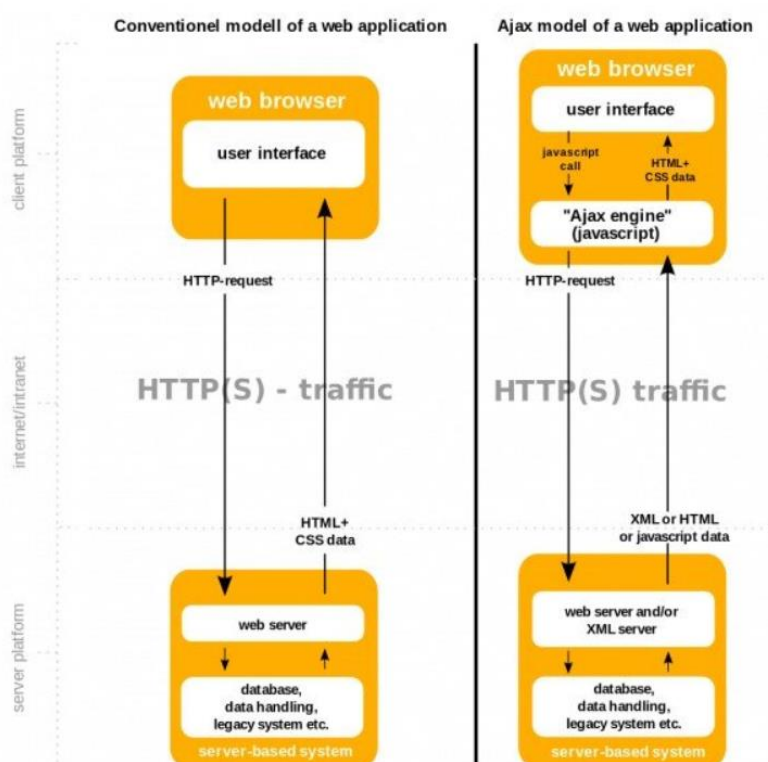 Conventionel modell of a web application
web browser
user interface
HTTP-request
HTTP(S) - traffic
HTML+
CSS data
web server
database,
data handling,
legacy system etc.
server-based system
Ajax model of a web application
web browser
user interface
javascript
call
HTML+
CSS data
"Ajax engine"
(javascript)
HTTP-request
HTTP(S) traffic
XML or HTML
or javascript data
web server and/or
XML server
database,
data handling,
legacy system etc.
server-based system
client platform
internet/intranet
server platform